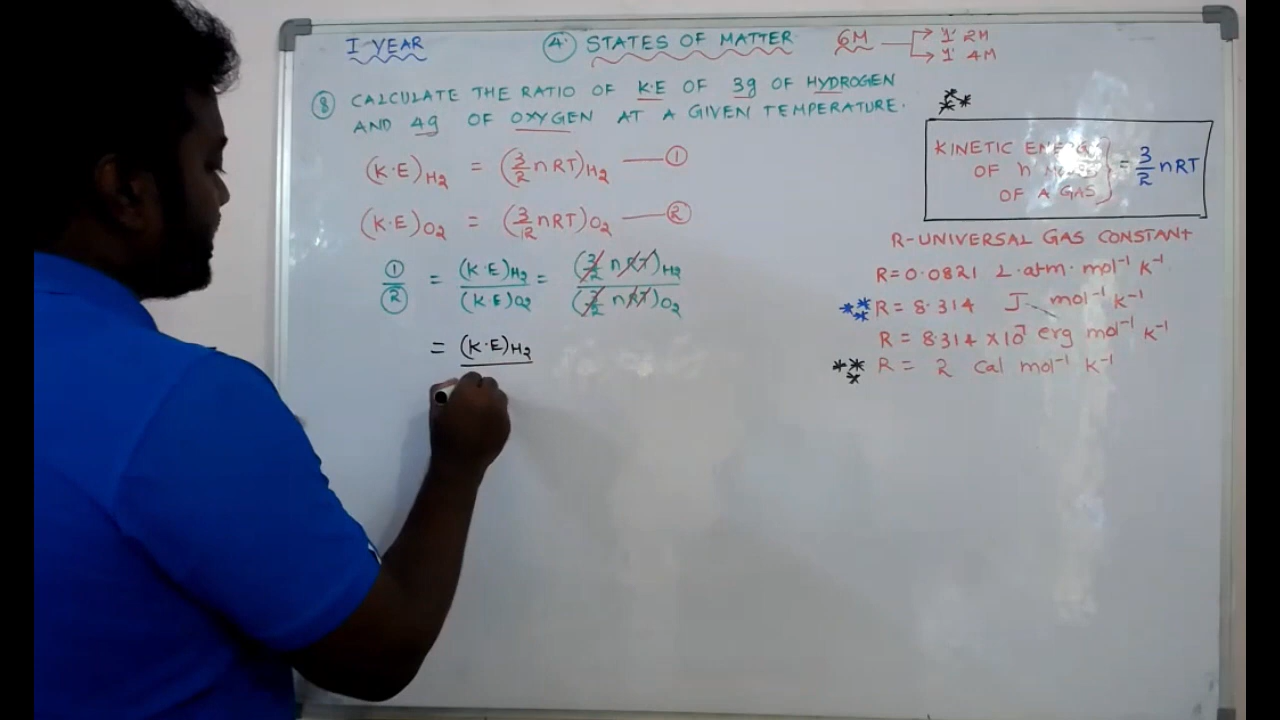 I YEAR
④ STATES OF MATTER
6M → 1' 2M
→ 1' 4M
⑧ CALCULATE THE RATIO OF K.E OF 3g OF HYDROGEN
AND 4g OF OXYGEN AT A GIVEN TEMPERATURE.
(K.E)H2 = (3/2 nRT)H2 —①
(K.E)O2 = (3/2 nRT)O2 —②
①/② = (K.E)H2/(K.E)O2 = (3/2 nRT)H2/(3/2 nRT)O2
= (K.E)H2
***
KINETIC
OF n = 3/2 nRT
OF A GAS
R-UNIVERSAL GAS CONSTANT
R=0.0821 L.atm.mol⁻¹ K⁻¹
*** R = 8.314 J mol⁻¹ K⁻¹
R = 8.314 ×10⁷ erg mol⁻¹ K⁻¹
*** R = 2 Cal mol⁻¹ K⁻¹